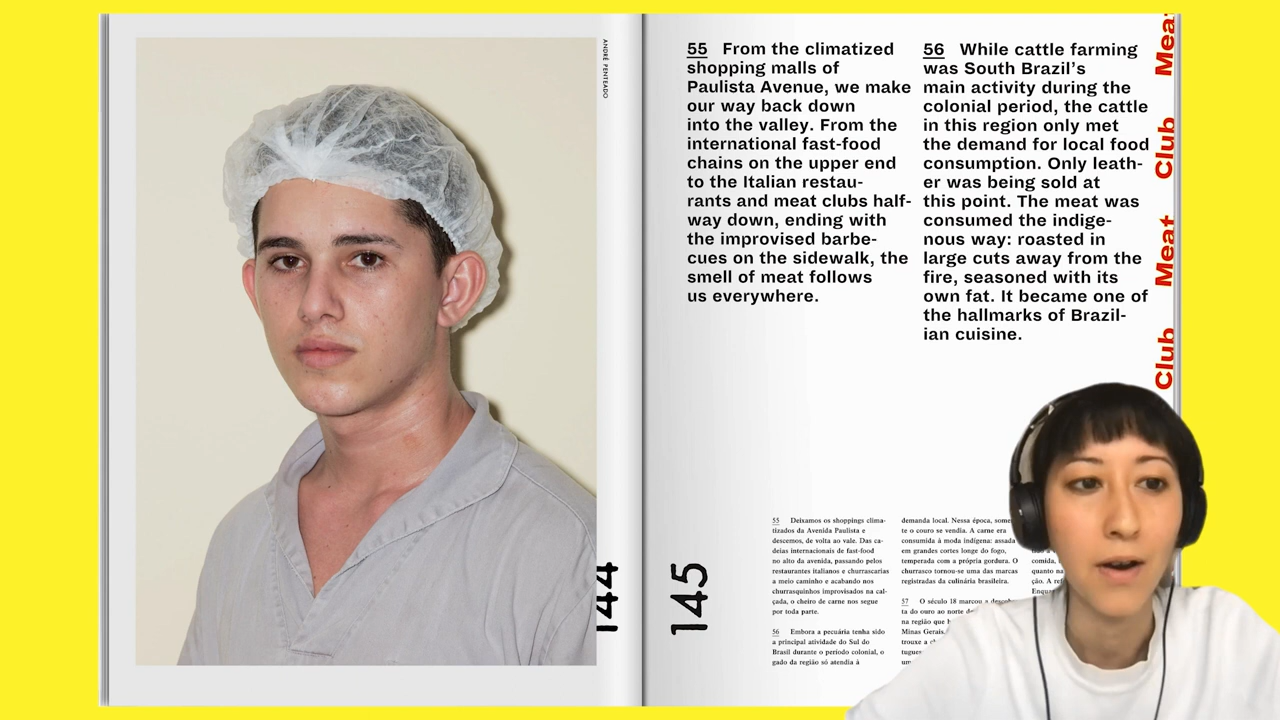 ANDRÉ PENTEADO
144
55 From the climatized
shopping malls of
Paulista Avenue, we make
our way back down
into the valley. From the
international fast-food
chains on the upper end
to the Italian restau-
rants and meat clubs half-
way down, ending with
the improvised barbe-
cues on the sidewalk, the
smell of meat follows
us everywhere.
56 While cattle farming
was South Brazil’s
main activity during the
colonial period, the cattle
in this region only met
the demand for local food
consumption. Only leath-
er was being sold at
this point. The meat was
consumed the indige-
nous way: roasted in
large cuts away from the
fire, seasoned with its
own fat. It became one of
the hallmarks of Brazil-
ian cuisine.
Club Meat Club Meat
145
55 Deixamos os shoppings clima-
tizados da Avenida Paulista e
descemos, de volta ao vale. Das ca-
deias internacionais de fast-food
no alto da avenida, passando pelos
restaurantes italianos e churrascarias
a meio caminho e acabando nos
churrasquinhos improvisados na cal-
çada, o cheiro de carne nos segue
por toda parte.
56 Embora a pecuária tenha sido
a principal atividade do Sul do
Brasil durante o período colonial, o
gado da região só atendia à
demanda local. Nessa época, some
te o couro se vendia. A carne era
consumida à moda indígena: assada
em grandes cortes longe do fogo,
temperada com a própria gordura. O
churrasco tornou-se uma das marcas
registradas da culinária brasileira.
57 O século 18 marcou a
ta do ouro ao norte
na região que
Minas Gerais.
trouxe a
tugues
um
comida,
quanto na
ção. A
Enqua